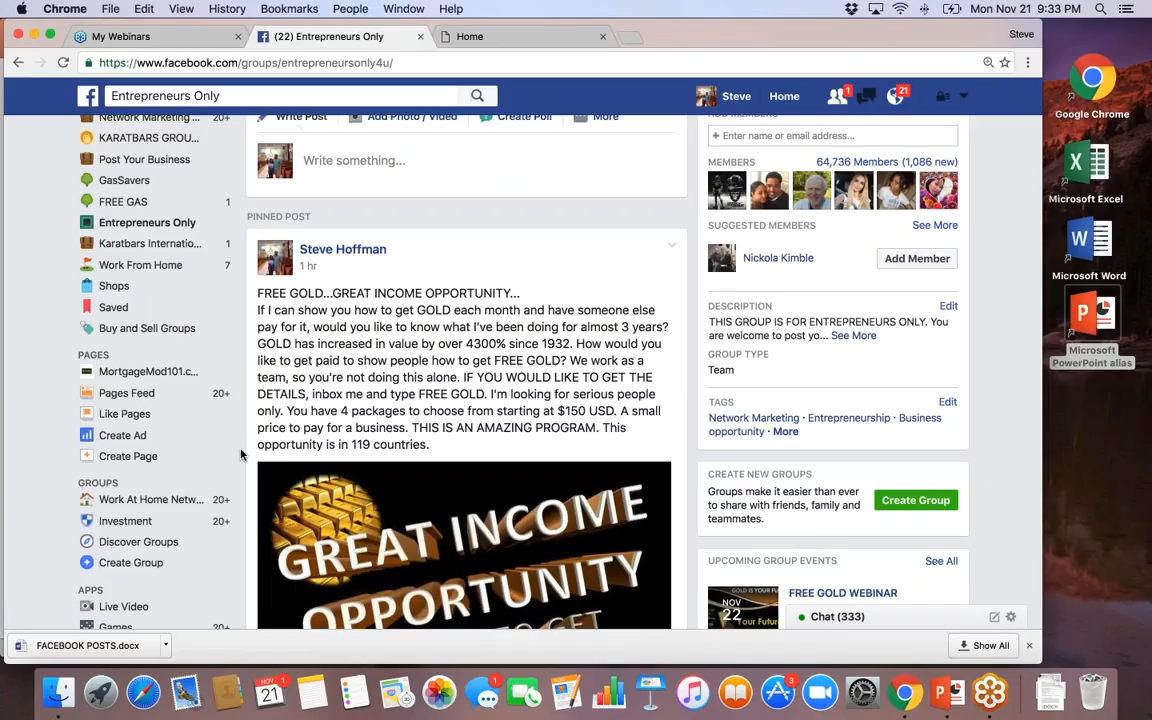 Chrome File Edit View History Bookmarks People Window Help Mon Nov 21 9:33 PM
My Webinars (22) Entrepreneurs Only Home Steve
https://www.facebook.com/groups/entrepreneursonly4u/
Entrepreneurs Only Steve Home 1 21
Network Marketing ... 20+
KARATBARS GROU...
Post Your Business
GasSavers
FREE GAS 1
Entrepreneurs Only
Karatbars Internatio... 1
Work From Home 7
Shops
Saved
Buy and Sell Groups
PAGES
MortgageMod101.c...
Pages Feed 20+
Like Pages
Create Ad
Create Page
GROUPS
Work At Home Netw... 20+
Investment 20+
Discover Groups
Create Group
APPS
Live Video
Games 20+
Write Post Add Photo / Video Create Poll More
Write something...
PINNED POST
Steve Hoffman
1 hr
FREE GOLD...GREAT INCOME OPPORTUNITY...
If I can show you how to get GOLD each month and have someone else
pay for it, would you like to know what I've been doing for almost 3 years?
GOLD has increased in value by over 4300% since 1932. How would you
like to get paid to show people how to get FREE GOLD? We work as a
team, so you're not doing this alone. IF YOU WOULD LIKE TO GET THE
DETAILS, inbox me and type FREE GOLD. I'm looking for serious people
only. You have 4 packages to choose from starting at $150 USD. A small
price to pay for a business. THIS IS AN AMAZING PROGRAM. This
opportunity is in 119 countries.
GREAT INCOME
OPPORTUNITY
TO GET
ADD MEMBERS
+ Enter name or email address...
MEMBERS 64,736 Members (1,086 new)
SUGGESTED MEMBERS See More
Nickola Kimble Add Member
DESCRIPTION Edit
THIS GROUP IS FOR ENTREPRENEURS ONLY. You
are welcome to post yo... See More
GROUP TYPE
Team
TAGS Edit
Network Marketing · Entrepreneurship · Business
opportunity · More
CREATE NEW GROUPS
Groups make it easier than ever
to share with friends, family and
teammates.
Create Group
UPCOMING GROUP EVENTS See All
NOV
22
FREE GOLD WEBINAR
Chat (333)
Google Chrome
Microsoft Excel
Microsoft Word
Microsoft
PowerPoint alias
FACEBOOK POSTS.docx Show All
NOV
21 1 1 3